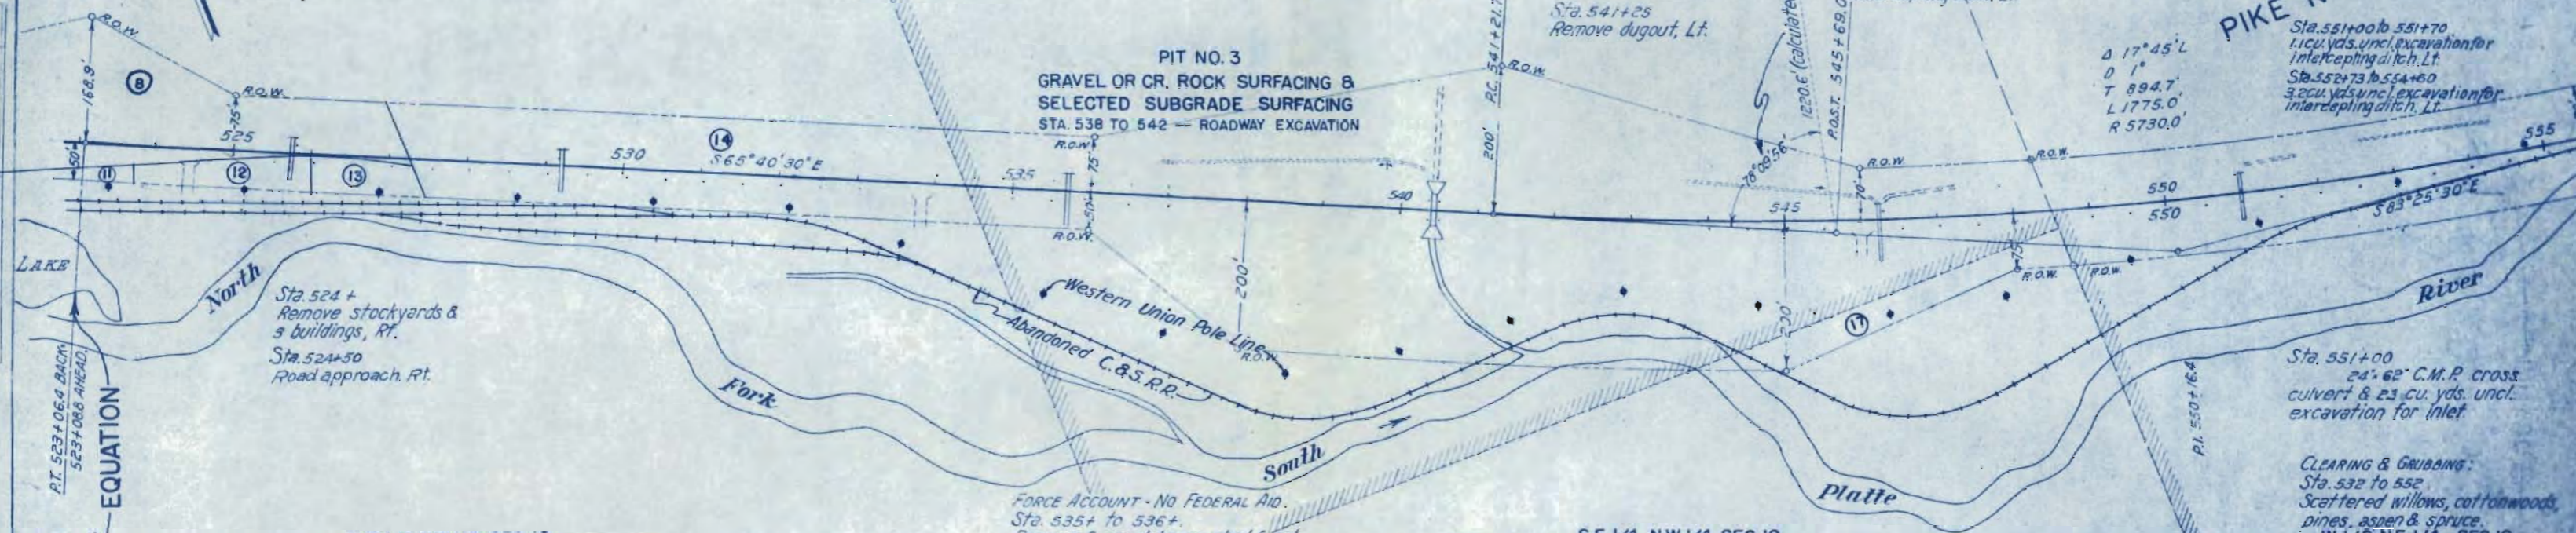 R.O.W.
168.9'
8
75'
R.O.W.
50'
525
11
12
13
14
530
S 65° 40' 30" E
535
PIT NO. 3
GRAVEL OR CR. ROCK SURFACING &
SELECTED SUBGRADE SURFACING
STA. 538 TO 542 — ROADWAY EXCAVATION
R.O.W.
75'
50'
R.O.W.
Sta. 541+25
Remove dugout, Lt.
P.C. 541+21.7
R.O.W.
200'
540
1220.6' (calculated
P.O.S.T. 545+69.0
78° 09' 56"
545
R.O.W.
70'
R.O.W.
Δ 17° 45' L
D 1°
T 894.7'
L 1775.0'
R 5730.0'
PIKE
Sta. 551+00 to 551+70
1.1 cu. yds. uncl. excavation for
intercepting ditch, Lt.
Sta. 552+73 to 554+60
3.2 cu. yds. uncl. excavation for
intercepting ditch, Lt.
550
550
555
S 83° 25' 30" E
75'
R.O.W.
R.O.W.
LAKE
North
Fork
South
Platte
River
Sta. 524 +
Remove stockyards &
3 buildings, Rt.
Sta. 524+50
Road approach. Rt.
P.T. 523+06.4 BACK
523+08.8 AHEAD.
EQUATION
Western Union Pole Line
Abandoned C. & S. R.R.
200'
R.O.W.
200'
17
P.I. 550+16.4
Sta. 551+00
24"x 62' C.M.P. cross
culvert & 23 cu. yds. uncl.
excavation for inlet
CLEARING & GRUBBING:
Sta. 532 to 552.
Scattered willows, cottonwoods,
pines, aspen & spruce.
FORCE ACCOUNT - NO FEDERAL AID.
Sta. 535+ to 536+.